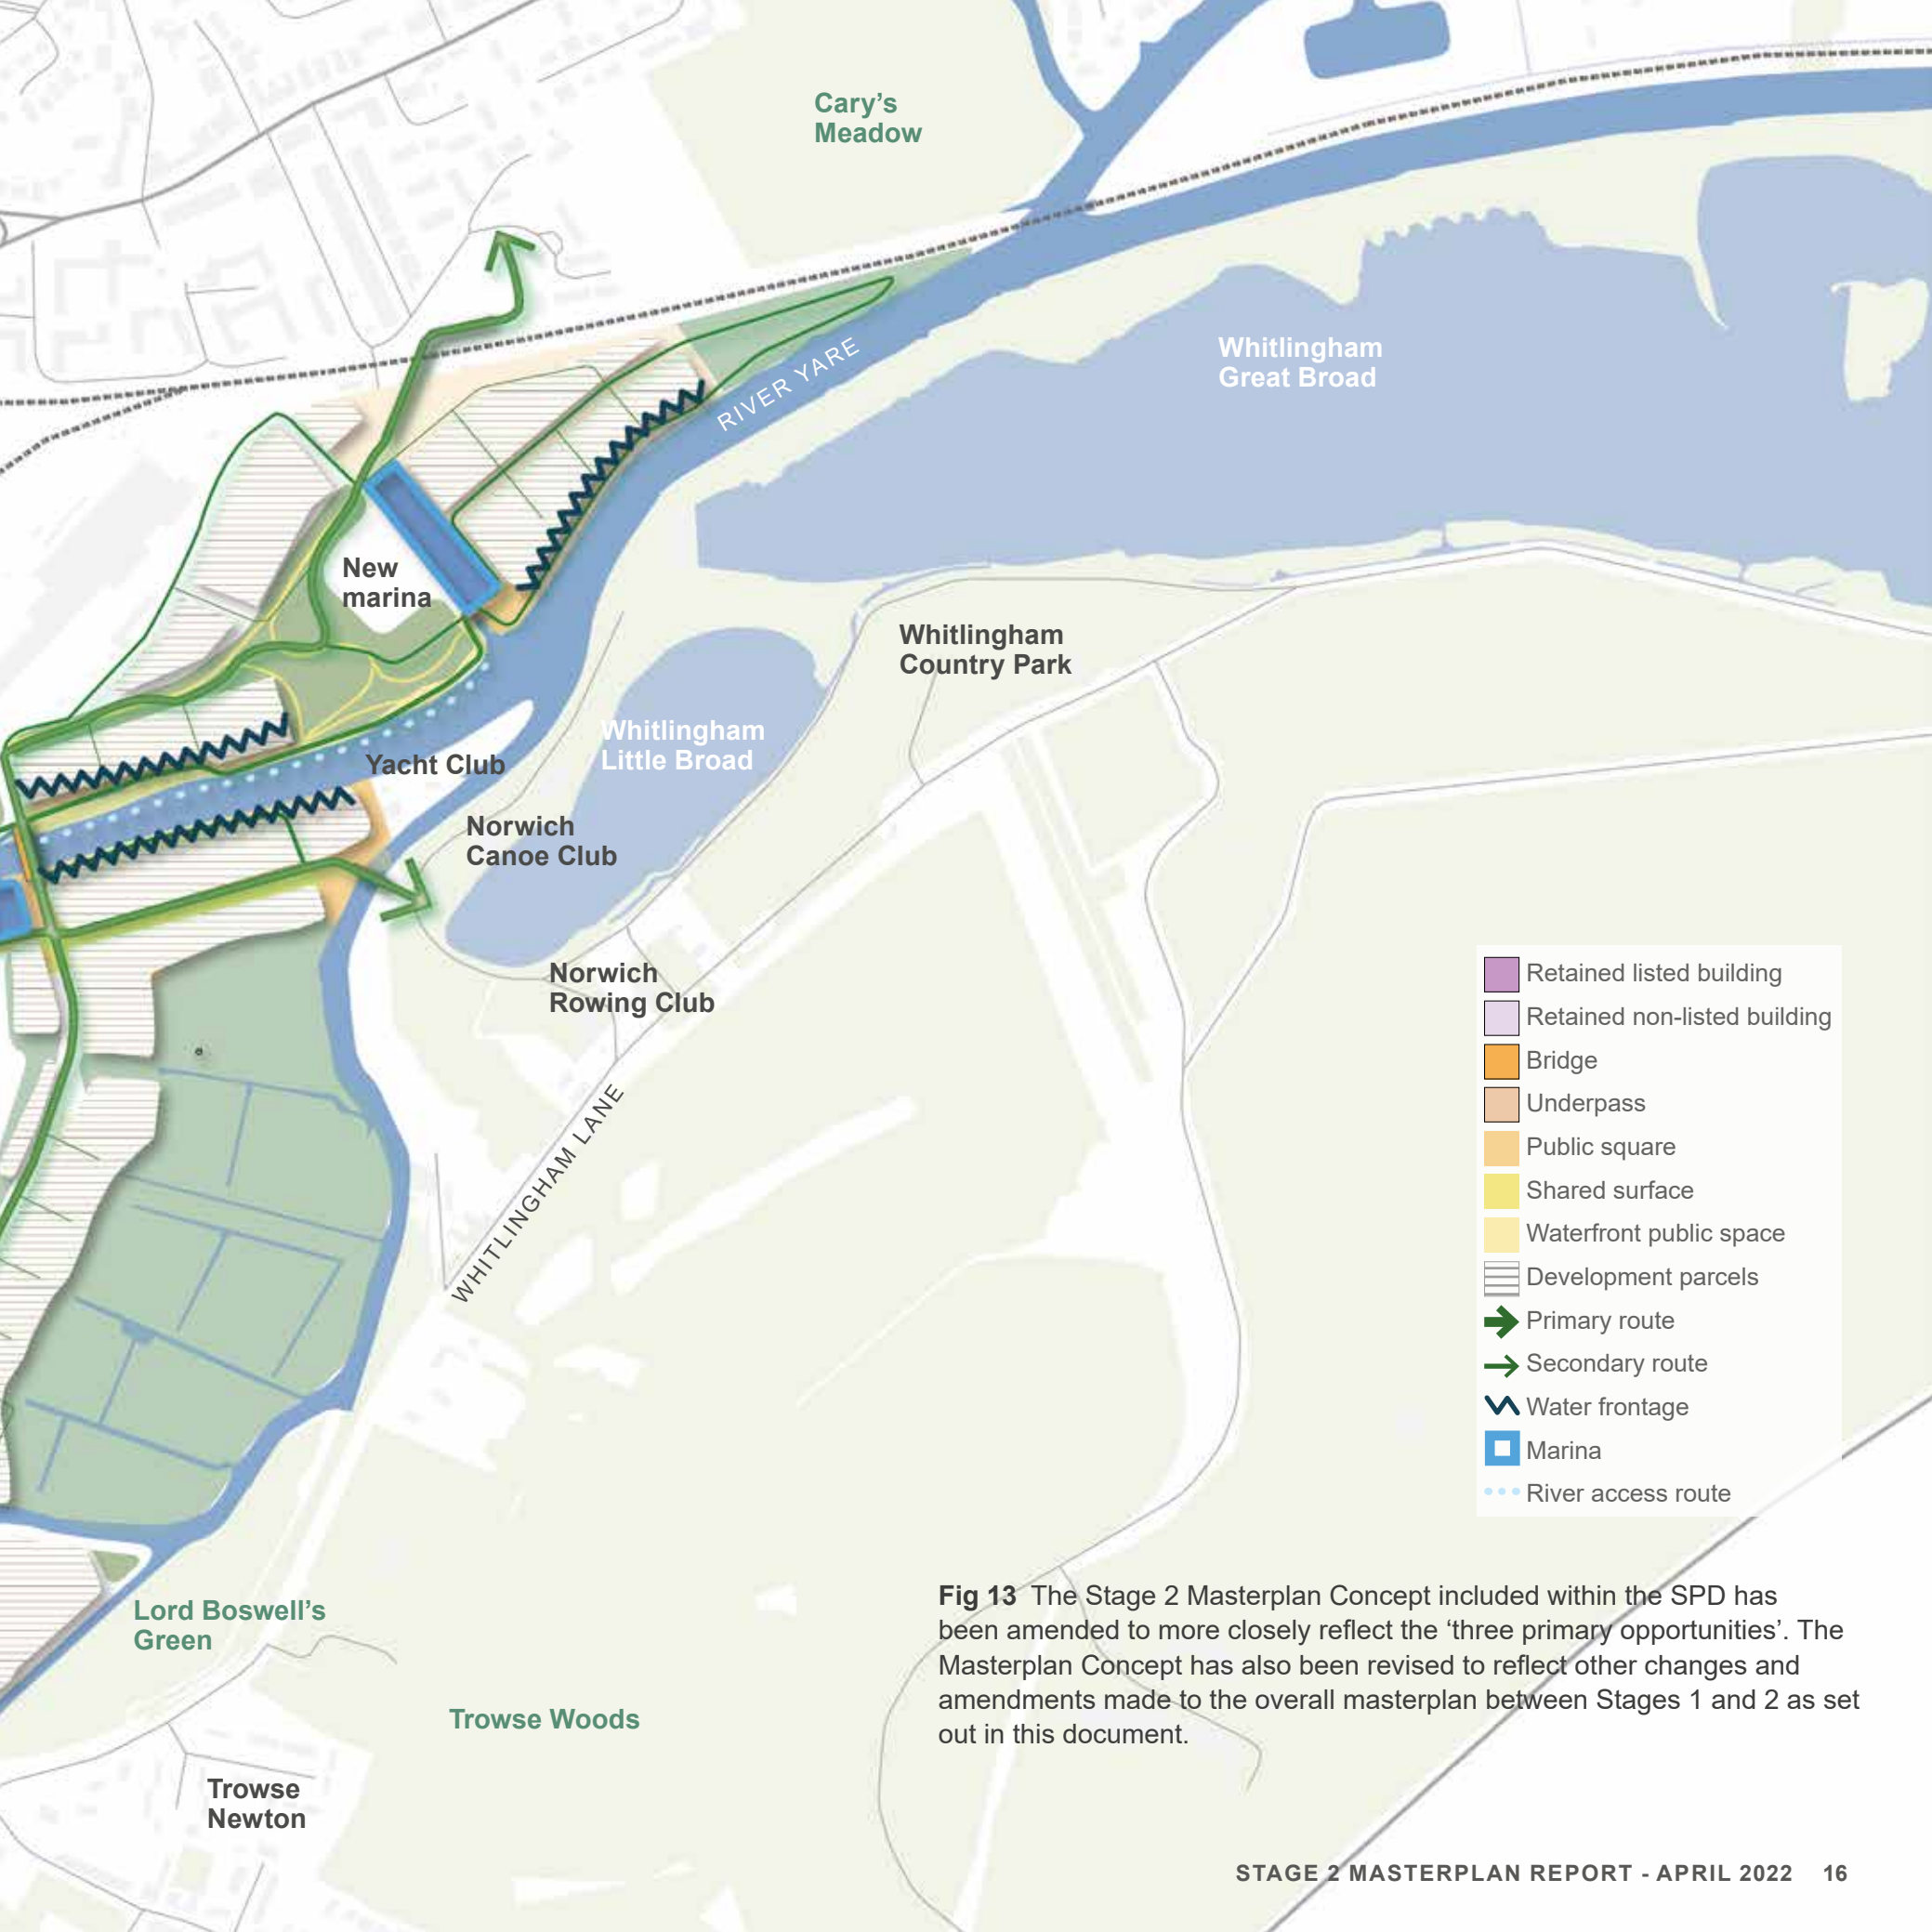 Cary’s
Meadow
RIVER YARE
Whitlingham
Great Broad
New
marina
Whitlingham
Country Park
Whitlingham
Little Broad
Yacht Club
Norwich
Canoe Club
Norwich
Rowing Club
WHITLINGHAM LANE
Retained listed building
Retained non-listed building
Bridge
Underpass
Public square
Shared surface
Waterfront public space
Development parcels
Primary route
Secondary route
Water frontage
Marina
River access route
Lord Boswell’s
Green
Trowse Woods
Trowse
Newton
Fig 13 The Stage 2 Masterplan Concept included within the SPD has
been amended to more closely reflect the ‘three primary opportunities’. The
Masterplan Concept has also been revised to reflect other changes and
amendments made to the overall masterplan between Stages 1 and 2 as set
out in this document.
STAGE 2 MASTERPLAN REPORT - APRIL 2022 16